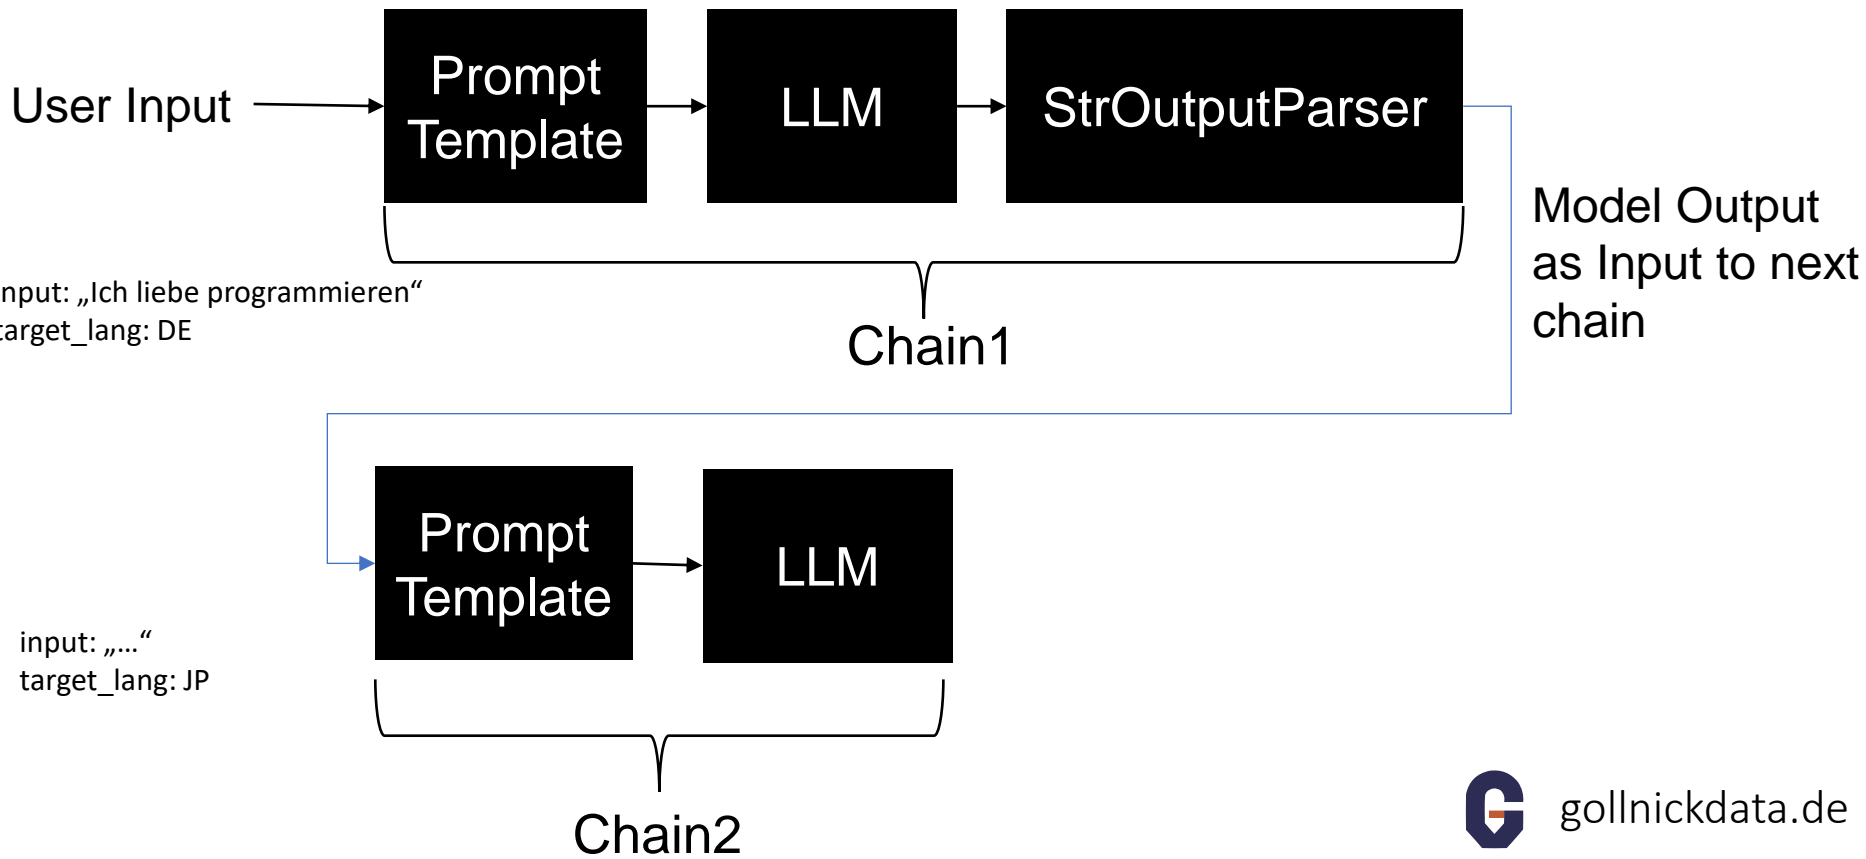 User Input
Prompt
Template
LLM
StrOutputParser
Model Output
as Input to next
chain
nput: „Ich liebe programmieren“
target_lang: DE
Chain1
Prompt
Template
LLM
input: „…“
target_lang: JP
Chain2
gollnickdata.de